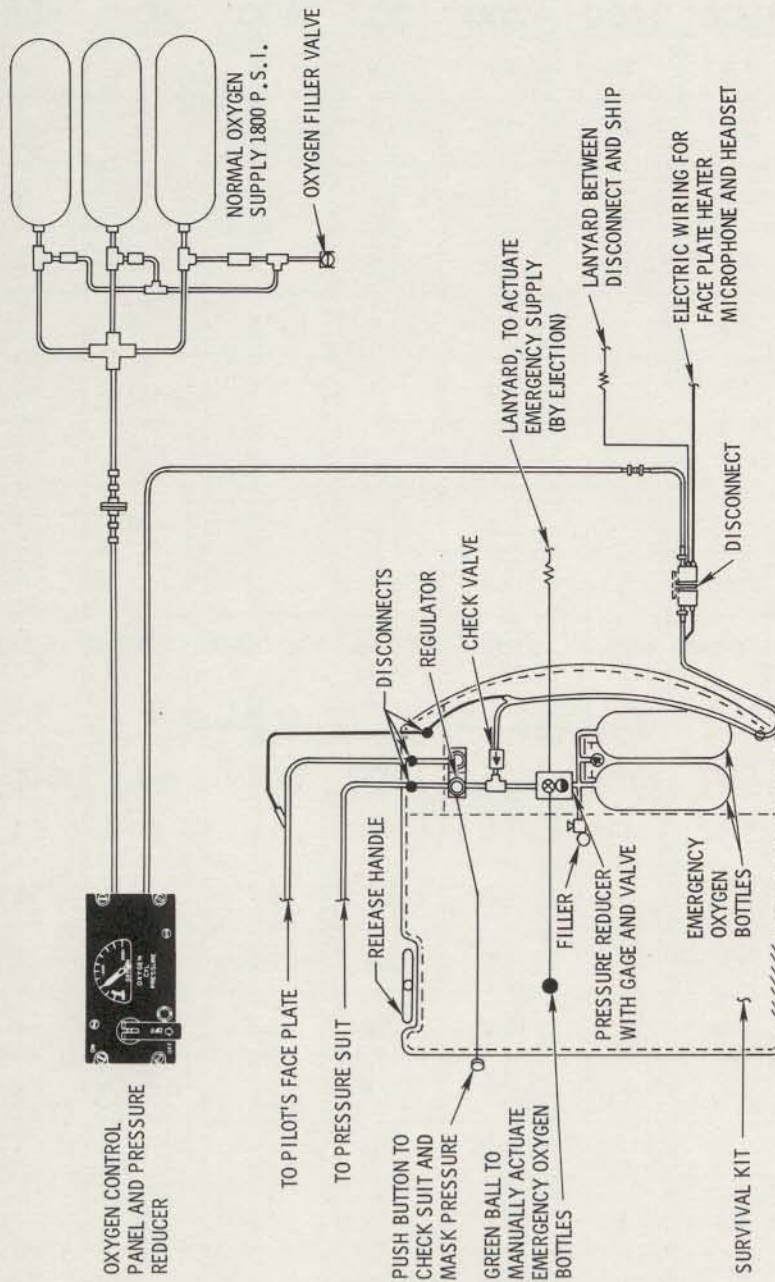 NORMAL OXYGEN
SUPPLY 1800 P.S.I.
OXYGEN FILLER VALVE
OXYGEN CONTROL
PANEL AND PRESSURE
REDUCER
ON
OXYGEN
CYL
PRESSURE
OFF
LANYARD BETWEEN
DISCONNECT AND SHIP
ELECTRIC WIRING FOR
FACE PLATE HEATER
MICROPHONE AND HEADSET
LANYARD, TO ACTUATE
EMERGENCY SUPPLY
(BY EJECTION)
DISCONNECT
DISCONNECTS
REGULATOR
CHECK VALVE
TO PILOT'S FACE PLATE
TO PRESSURE SUIT
RELEASE HANDLE
PUSH BUTTON TO
CHECK SUIT AND
MASK PRESSURE
GREEN BALL TO
MANUALLY ACTUATE
EMERGENCY OXYGEN
BOTTLES
FILLER
PRESSURE REDUCER
WITH GAGE AND VALVE
EMERGENCY
OXYGEN
BOTTLES
SURVIVAL KIT